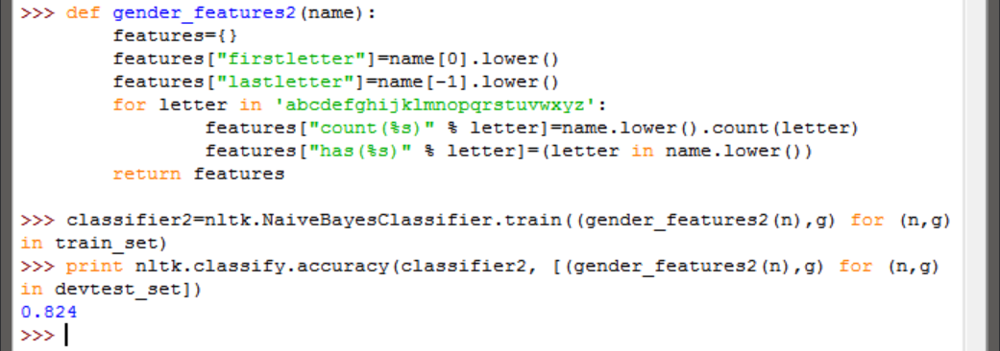 >>> def gender_features2(name):
        features={}
        features["firstletter"]=name[0].lower()
        features["lastletter"]=name[-1].lower()
        for letter in 'abcdefghijklmnopqrstuvwxyz':
                features["count(%s)" % letter]=name.lower().count(letter)
                features["has(%s)" % letter]=(letter in name.lower())
        return features
>>> classifier2=nltk.NaiveBayesClassifier.train((gender_features2(n),g) for (n,g)
in train_set)
>>> print nltk.classify.accuracy(classifier2, [(gender_features2(n),g) for (n,g)
in devtest_set])
0.824
>>>